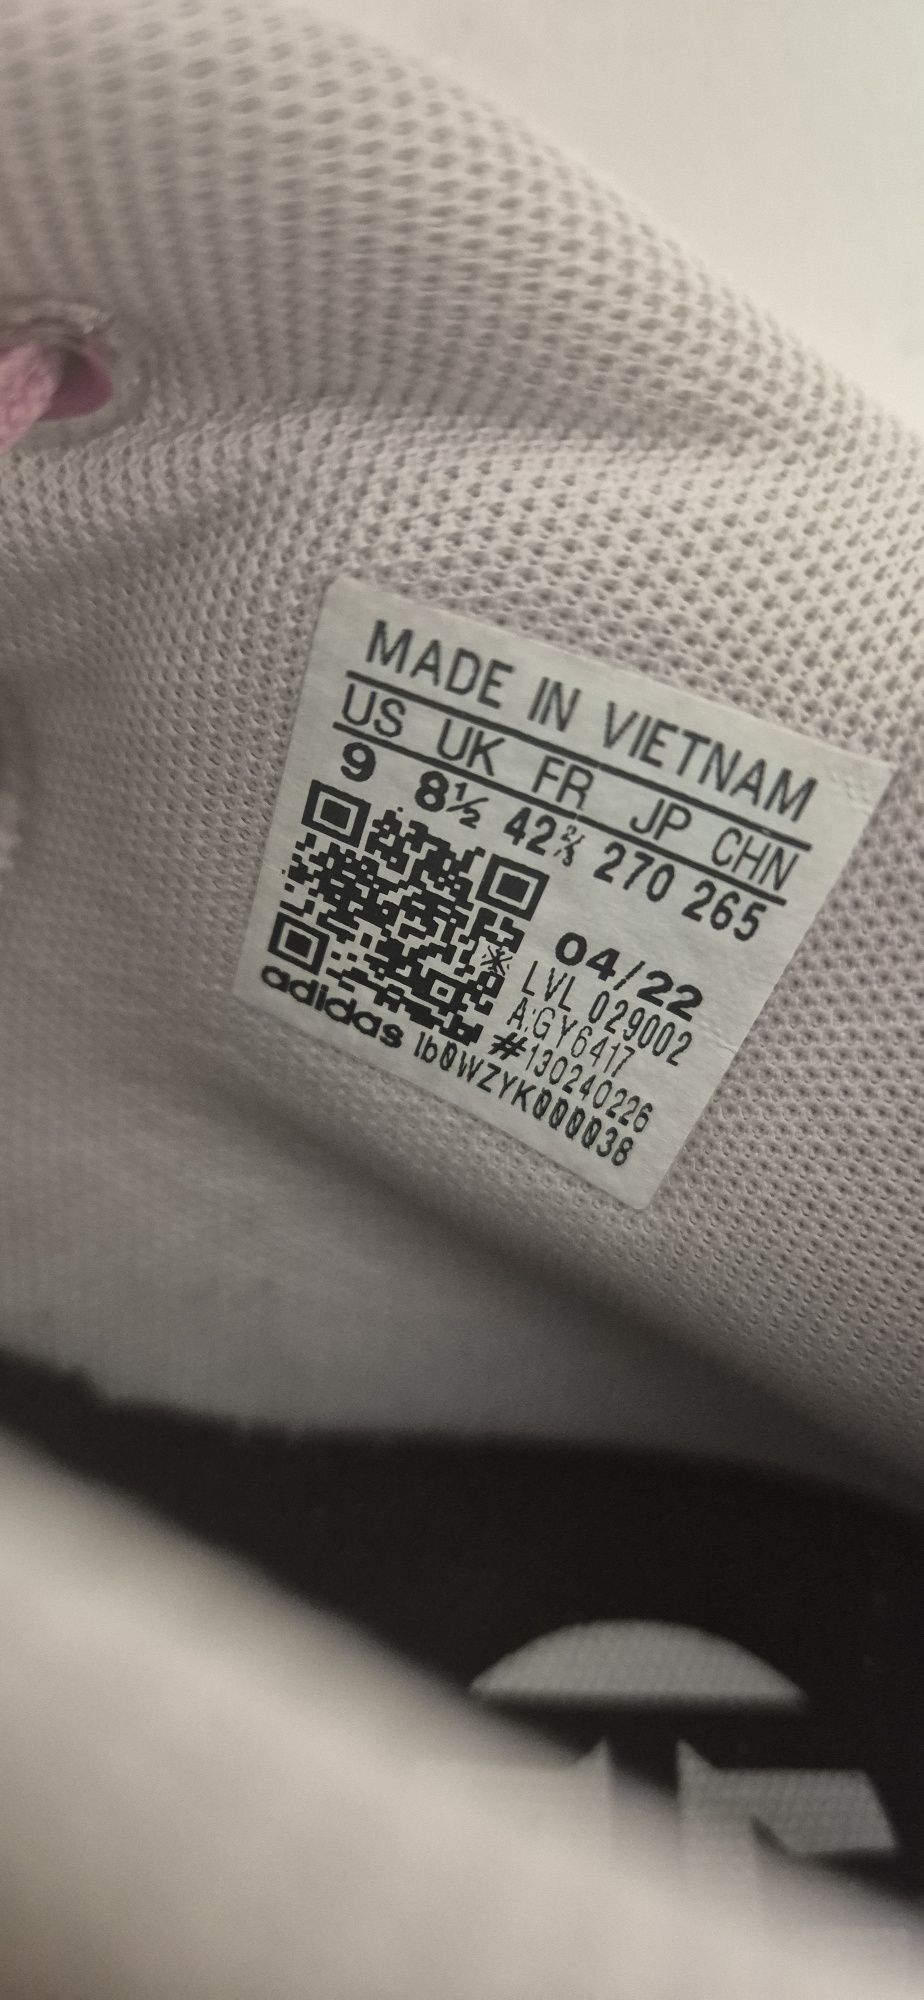 MADE IN VIETNAM
US UK FR JP CHN
9 8½ 42⅔ 270 265
04/22
LVL 029002
A:GY6417
#130240226
adidas lb0WZYK000038